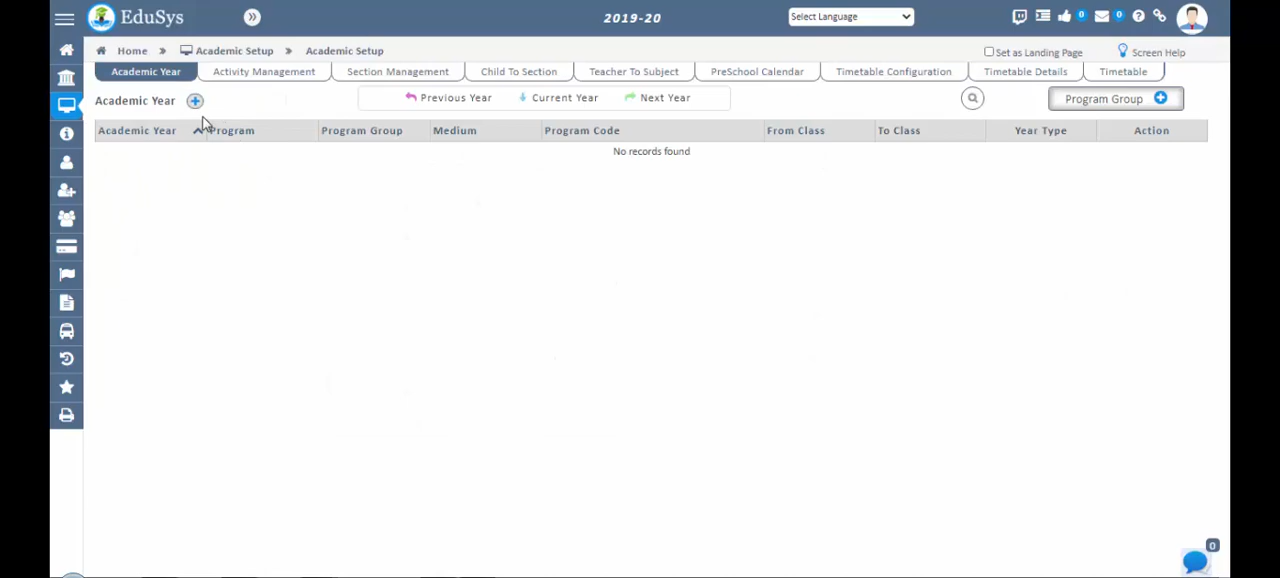 EduSys
2019-20
Select Language
0
0
Home » Academic Setup » Academic Setup
Set as Landing Page
Screen Help
Academic Year
Activity Management
Section Management
Child To Section
Teacher To Subject
PreSchool Calendar
Timetable Configuration
Timetable Details
Timetable
Academic Year
Previous Year
Current Year
Next Year
Program Group
Academic Year
Program
Program Group
Medium
Program Code
From Class
To Class
Year Type
Action
No records found
0